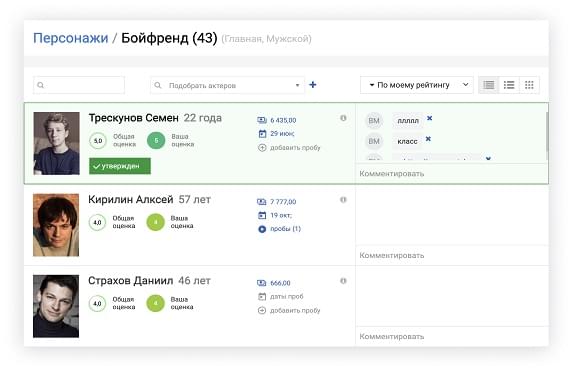 Персонажи / Бойфренд (43) (Главная, Мужской)
Подобрать актеров
По моему рейтингу
Трескунов Семен 22 года
5,0 Общая оценка
5 Ваша оценка
утвержден
6 435,00
29 июн;
добавить пробу
ВМ ллллл
ВМ класс
Комментировать
Кирилин Алксей 57 лет
4,0 Общая оценка
4 Ваша оценка
7 777,00
19 окт;
пробы (1)
Комментировать
Страхов Даниил 46 лет
4,0 Общая оценка
4 Ваша оценка
666,00
даты проб
добавить пробу
Комментировать